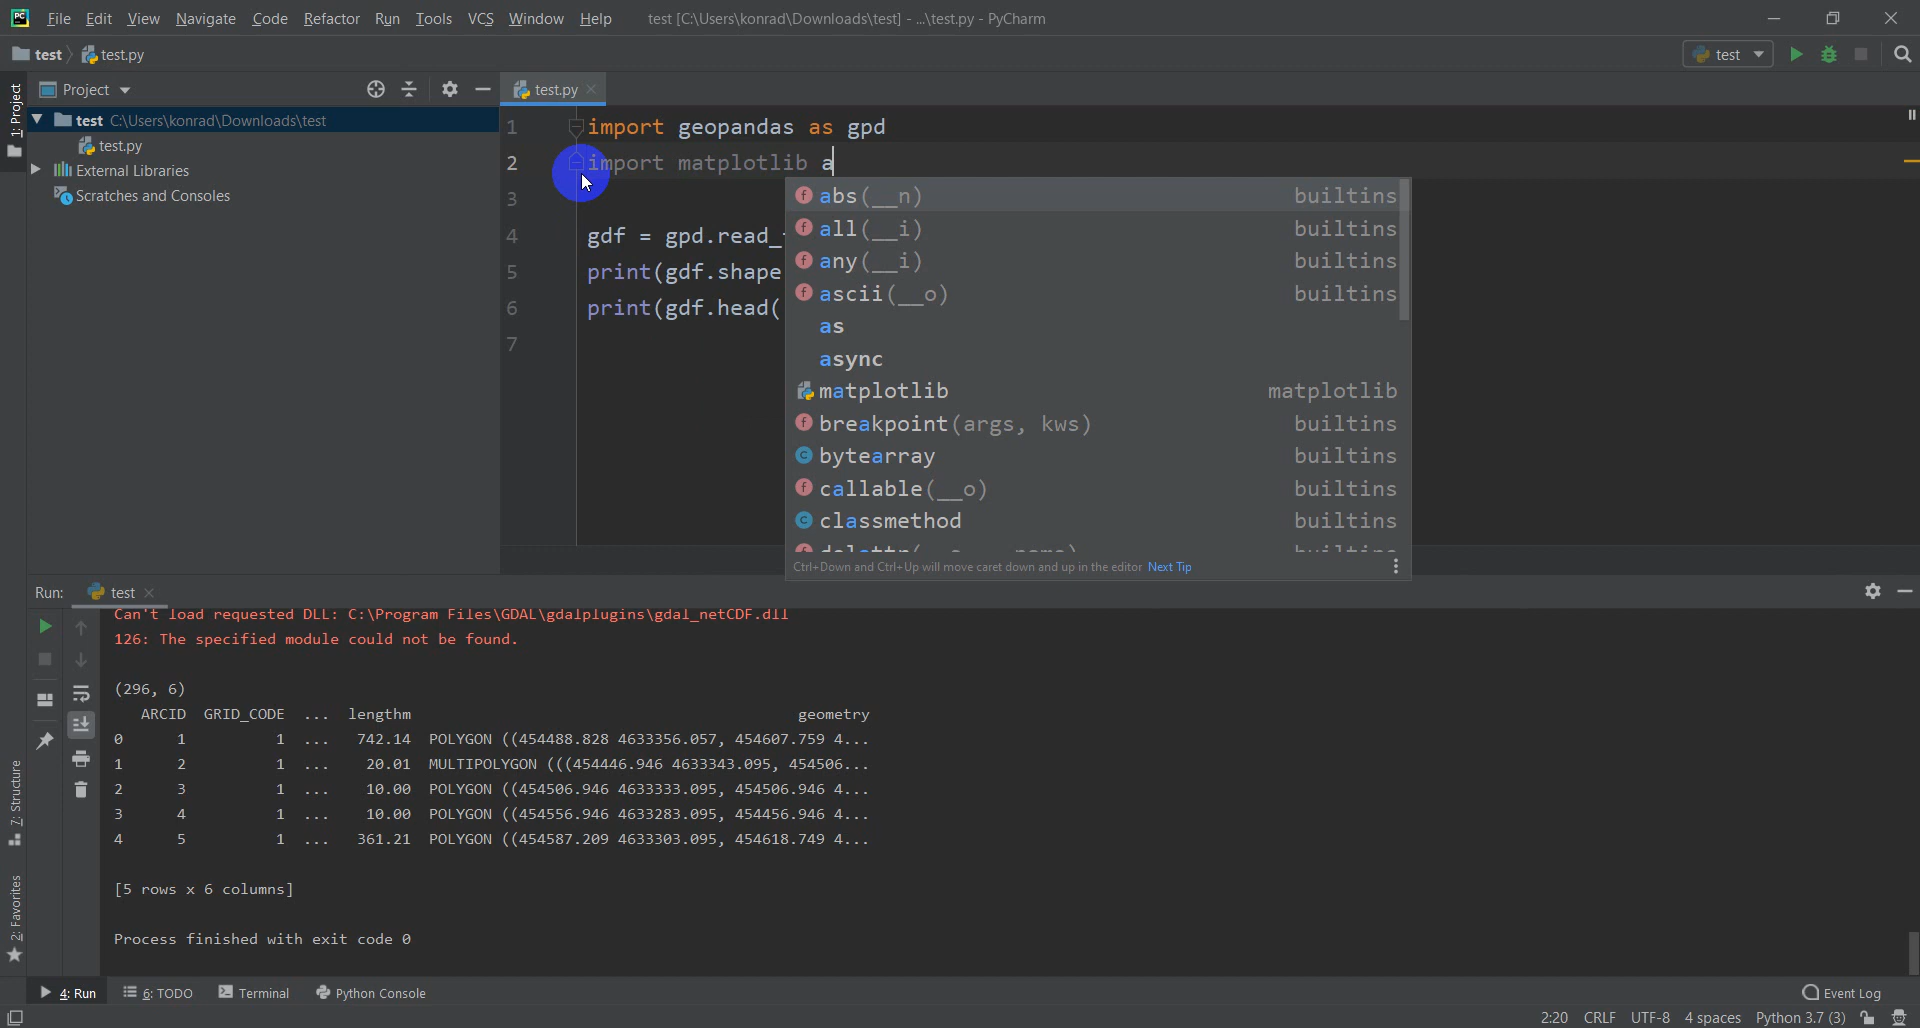 File Edit View Navigate Code Refactor Run Tools VCS Window Help test [C:\Users\konrad\Downloads\test] - ...\test.py - PyCharm
test test.py
test
1: Project
Project
test.py
test C:\Users\konrad\Downloads\test
test.py
External Libraries
Scratches and Consoles
1 import geopandas as gpd
2 import matplotlib a
3
4 gdf = gpd.read_
5 print(gdf.shape
6 print(gdf.head(
7
abs(__n) builtins
all(__i) builtins
any(__i) builtins
ascii(__o) builtins
as
async
matplotlib matplotlib
breakpoint(args, kws) builtins
bytearray builtins
callable(__o) builtins
classmethod builtins
Ctrl+Down and Ctrl+Up will move caret down and up in the editor Next Tip
Run: test
Can't load requested DLL: C:\Program Files\GDAL\gdalplugins\gdal_netCDF.dll
126: The specified module could not be found.
(296, 6)
ARCID GRID_CODE ... lengthm geometry
0 1 1 ... 742.14 POLYGON ((454488.828 4633356.057, 454607.759 4...
1 2 1 ... 20.01 MULTIPOLYGON (((454446.946 4633343.095, 454506...
2 3 1 ... 10.00 POLYGON ((454506.946 4633333.095, 454506.946 4...
3 4 1 ... 10.00 POLYGON ((454556.946 4633283.095, 454456.946 4...
4 5 1 ... 361.21 POLYGON ((454587.209 4633303.095, 454618.749 4...
[5 rows x 6 columns]
Process finished with exit code 0
7: Structure
2: Favorites
4: Run 6: TODO Terminal Python Console Event Log
2:20 CRLF UTF-8 4 spaces Python 3.7 (3)